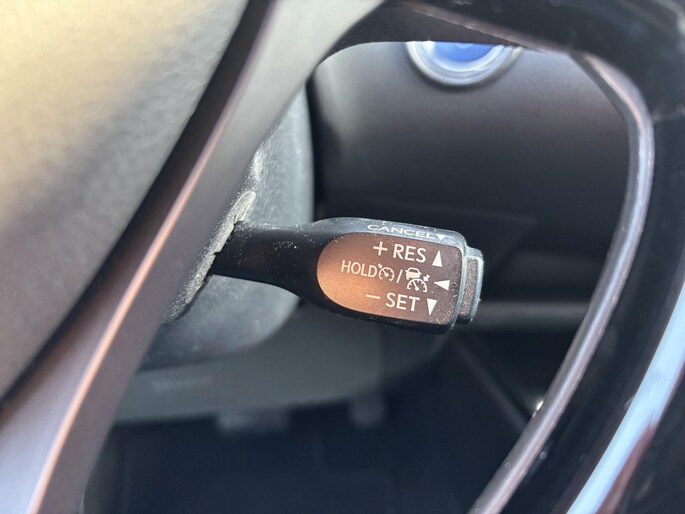 CANCEL
+ RES
HOLD /
− SET